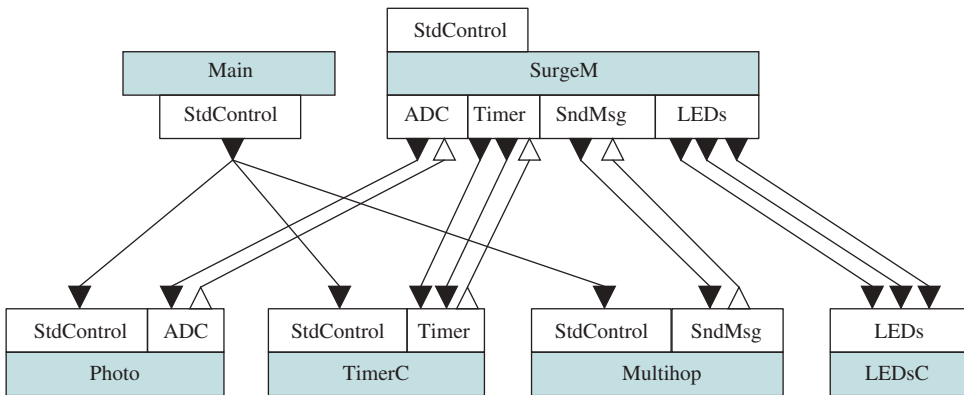 StdControl
Main
SurgeM
StdControl
ADC Timer SndMsg LEDs
StdControl ADC StdControl Timer StdControl SndMsg LEDs
Photo TimerC Multihop LEDsC